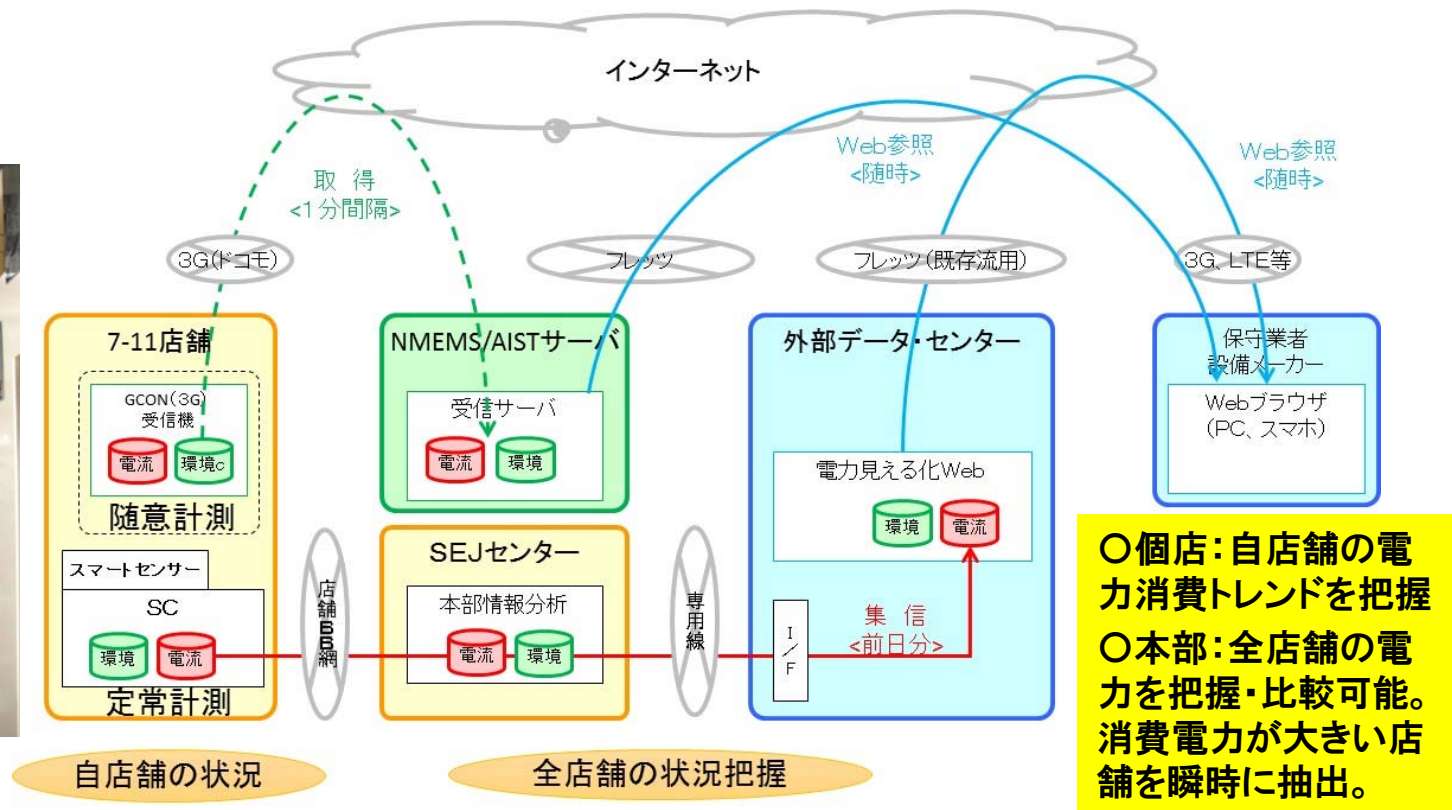 インターネット
Web参照
<随時>
Web参照
<随時>
取 得
<1分間隔>
3G(ドコモ)
フレッツ
フレッツ(既存流用)
3G、LTE等
7-11店舗
GCON(3G)
受信機
電流
環境c
随意計測
スマートセンサー
SC
環境
電流
定常計測
店舗BB網
NMEMS/AISTサーバ
受信サーバ
電流
環境
SEJセンター
本部情報分析
電流
環境
専用線
外部データ・センター
電力見える化Web
環境
電流
I/F
集 信
<前日分>
保守業者
設備メーカー
Webブラウザ
(PC、スマホ)
〇個店：自店舗の電
力消費トレンドを把握
〇本部：全店舗の電
力を把握・比較可能。
消費電力が大きい店
舗を瞬時に抽出。
自店舗の状況
全店舗の状況把握